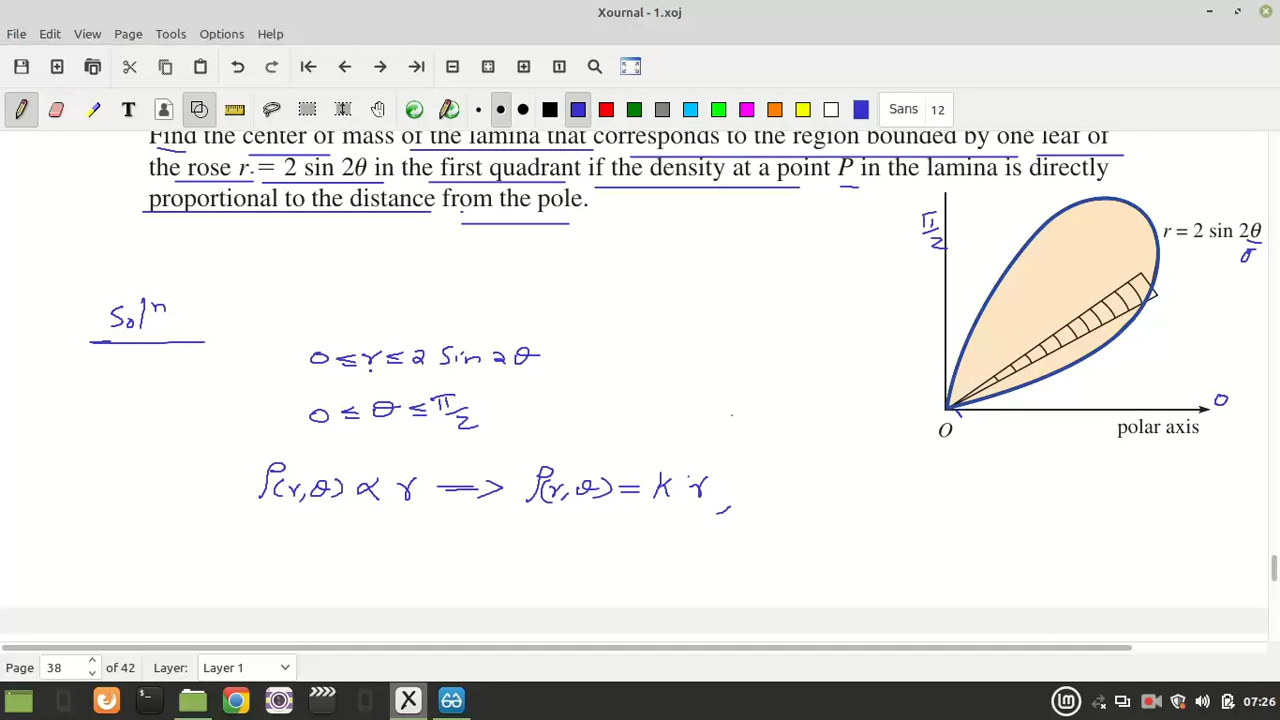 Xournal - 1.xoj
File Edit View Page Tools Options Help
Sans 12
Find the center of mass of the lamina that corresponds to the region bounded by one leaf of
the rose r = 2 sin 2θ in the first quadrant if the density at a point P in the lamina is directly
proportional to the distance from the pole.
π/2
r = 2 sin 2θ
θ
Solⁿ
0 ≤ r ≤ 2 Sin 2θ
0 ≤ θ ≤ π/2
0
O
polar axis
ρ(r,θ) ∝ r ⟹ ρ(r,θ) = k r,
Page 38 of 42 Layer: Layer 1
07:26